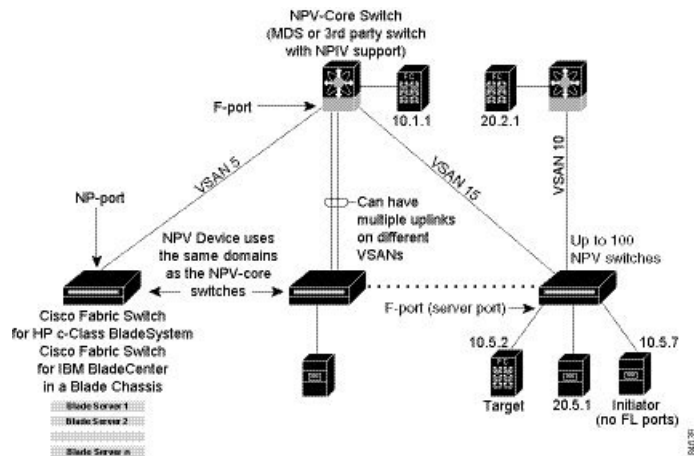 NPV-Core Switch
(MDS or 3rd party switch
with NPIV support)
F-port
10.1.1
20.2.1
VSAN 5
VSAN 15
VSAN 10
NP-port
Can have
multiple uplinks
on different
VSANs
NPV Device uses
the same domains
as the NPV-core
switches
Up to 100
NPV switches
Cisco Fabric Switch
for HP c-Class BladeSystem
Cisco Fabric Switch
for IBM BladeCenter
in a Blade Chassis
F-port (server port)
10.5.2
10.5.7
Target
20.5.1
Initiator
(no FL ports)
Blade Server 1
Blade Server 2
Blade Server n